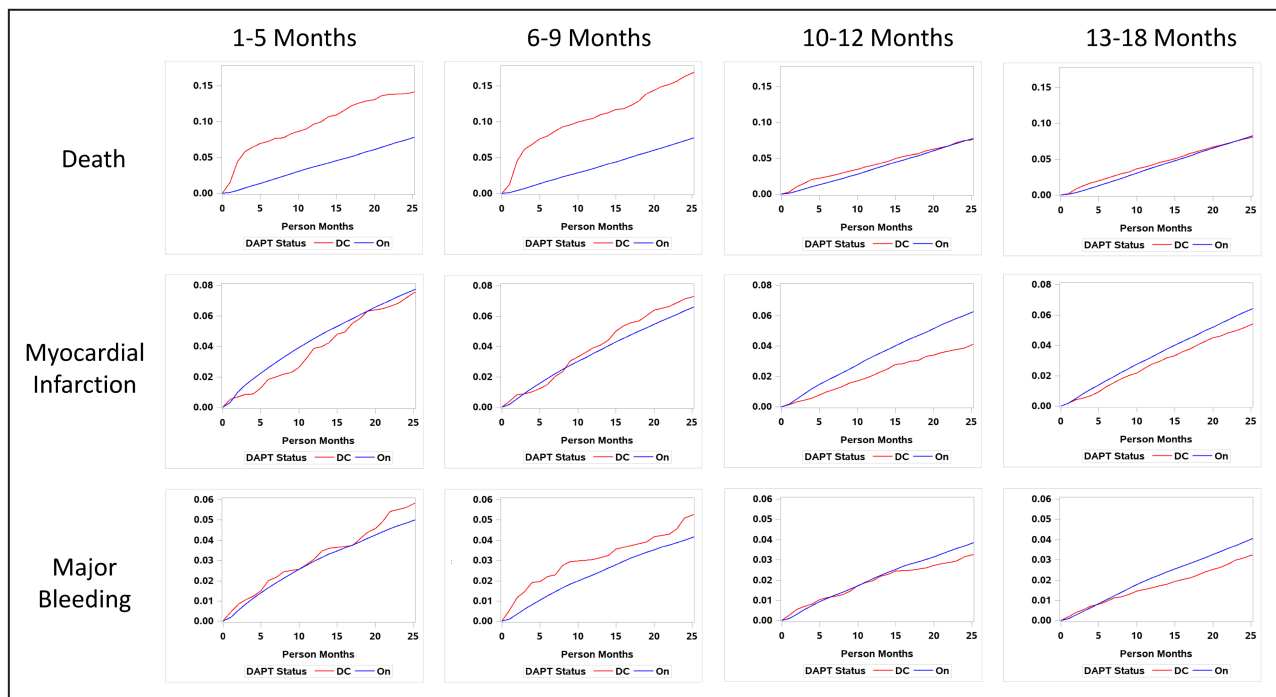 1-5 Months 6-9 Months 10-12 Months 13-18 Months
Death
0.15 0.10 0.05 0.00
0 5 10 15 20 25
Person Months
DAPT Status DC On
0.15 0.10 0.05 0.00
0 5 10 15 20 25
Person Months
DAPT Status DC On
0.15 0.10 0.05 0.00
0 5 10 15 20 25
Person Months
DAPT Status DC On
0.15 0.10 0.05 0.00
0 5 10 15 20 25
Person Months
DAPT Status DC On
Myocardial
Infarction
0.08 0.06 0.04 0.02 0.00
0 5 10 15 20 25
Person Months
DAPT Status DC On
0.08 0.06 0.04 0.02 0.00
0 5 10 15 20 25
Person Months
DAPT Status DC On
0.08 0.06 0.04 0.02 0.00
0 5 10 15 20 25
Person Months
DAPT Status DC On
0.08 0.06 0.04 0.02 0.00
0 5 10 15 20 25
Person Months
DAPT Status DC On
Major
Bleeding
0.06 0.05 0.04 0.03 0.02 0.01 0.00
0 5 10 15 20 25
Person Months
DAPT Status DC On
0.06 0.05 0.04 0.03 0.02 0.01 0.00
0 5 10 15 20 25
Person Months
DAPT Status DC On
0.06 0.05 0.04 0.03 0.02 0.01 0.00
0 5 10 15 20 25
Person Months
DAPT Status DC On
0.06 0.05 0.04 0.03 0.02 0.01 0.00
0 5 10 15 20 25
Person Months
DAPT Status DC On